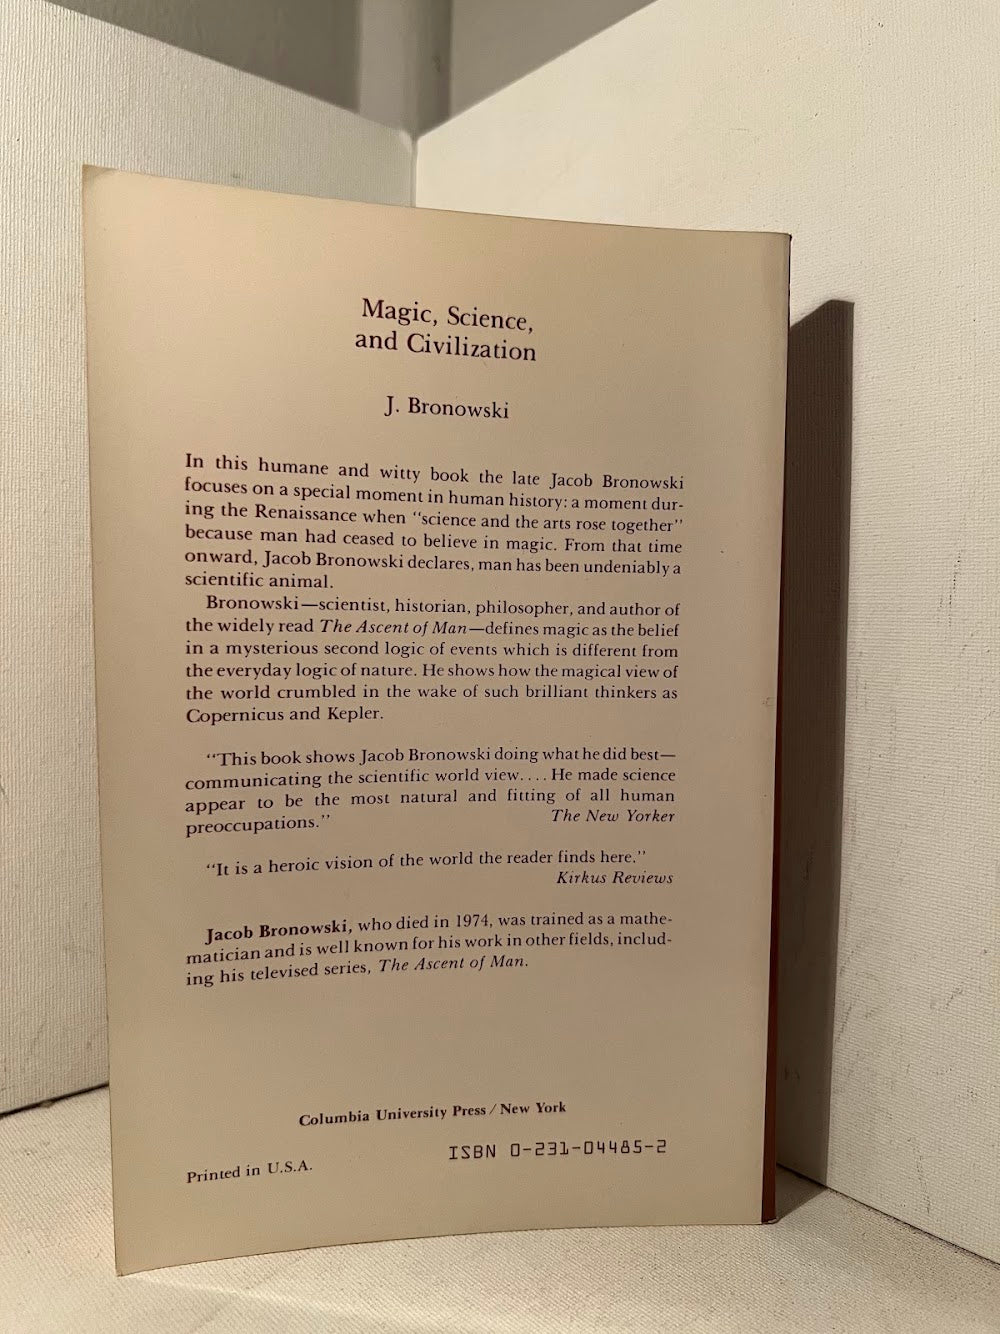 Magic, Science,
and Civilization
J. Bronowski
In this humane and witty book the late Jacob Bronowski
focuses on a special moment in human history: a moment dur-
ing the Renaissance when "science and the arts rose together"
because man had ceased to believe in magic. From that time
onward, Jacob Bronowski declares, man has been undeniably a
scientific animal.
Bronowski—scientist, historian, philosopher, and author of
the widely read The Ascent of Man—defines magic as the belief
in a mysterious second logic of events which is different from
the everyday logic of nature. He shows how the magical view of
the world crumbled in the wake of such brilliant thinkers as
Copernicus and Kepler.
"This book shows Jacob Bronowski doing what he did best—
communicating the scientific world view.... He made science
appear to be the most natural and fitting of all human
preoccupations." The New Yorker
"It is a heroic vision of the world the reader finds here."
Kirkus Reviews
Jacob Bronowski, who died in 1974, was trained as a mathe-
matician and is well known for his work in other fields, includ-
ing his televised series, The Ascent of Man.
Columbia University Press / New York
ISBN 0-231-04485-2
Printed in U.S.A.